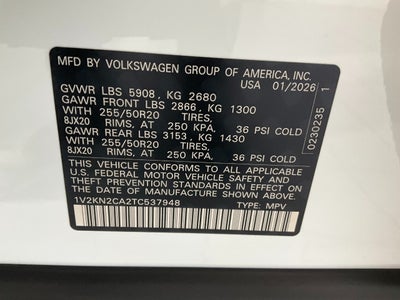 MFD BY VOLKSWAGEN GROUP OF AMERICA, INC.
USA 01/2026
GVWR LBS 5908, KG 2680
GAWR FRONT LBS 2866, KG 1300
WITH 255/50R20 TIRES,
8JX20 RIMS, AT 250 KPA. 36 PSI COLD
GAWR REAR LBS 3153, KG 1430
WITH 255/50R20 TIRES,
8JX20 RIMS, AT 250 KPA. 36 PSI COLD
THIS VEHICLE CONFORMS TO ALL APPLICABLE
U.S. FEDERAL MOTOR VEHICLE SAFETY AND
THEFT PREVENTION STANDARDS IN EFFECT ON THE
DATE OF MANUFACTURE SHOWN ABOVE.
1V2KN2CA2TC537948 TYPE: MPV
0230235 1